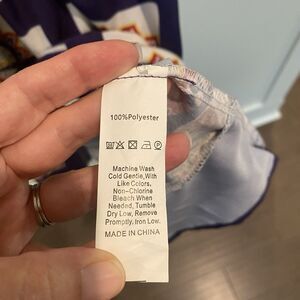 100%Polyester
Machine Wash
Cold Gentle,With
Like Colors,
Non-Chlorine
Bleach When
Needed, Tumble
Dry Low, Remove
Promptly. Iron Low.
MADE IN CHINA